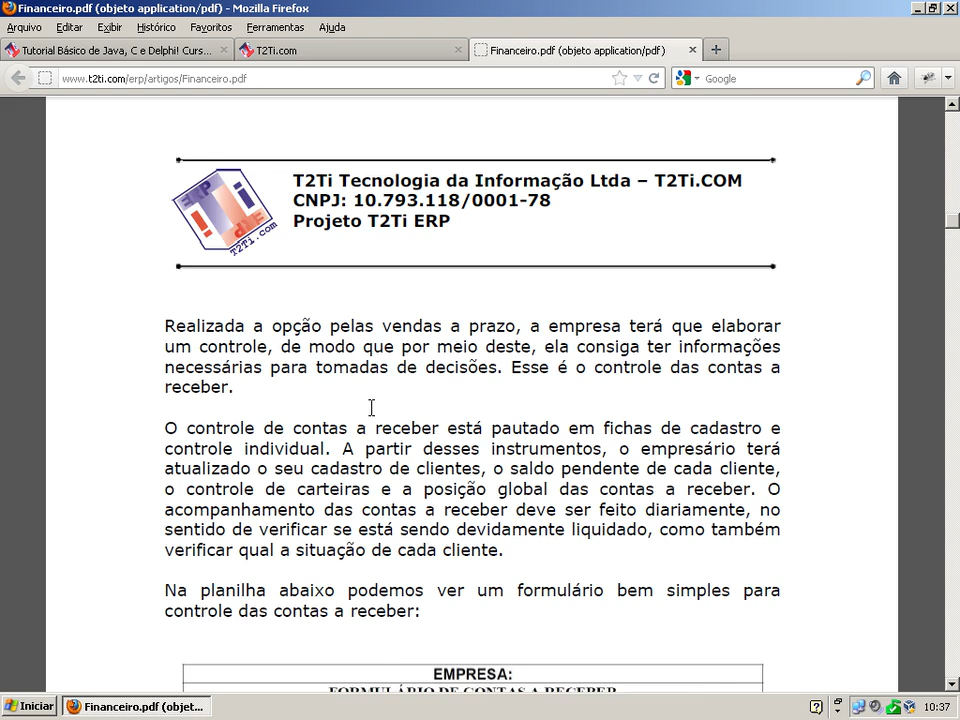 Financeiro.pdf (objeto application/pdf) - Mozilla Firefox
Arquivo Editar Exibir Histórico Favoritos Ferramentas Ajuda
Tutorial Básico de Java, C e Delphi! Curs... T2Ti.com Financeiro.pdf (objeto application/pdf)
www.t2ti.com/erp/artigos/Financeiro.pdf Google
T2Ti Tecnologia da Informação Ltda – T2Ti.COM
CNPJ: 10.793.118/0001-78
Projeto T2Ti ERP
ERP
T2Ti.com
Realizada a opção pelas vendas a prazo, a empresa terá que elaborar
um controle, de modo que por meio deste, ela consiga ter informações
necessárias para tomadas de decisões. Esse é o controle das contas a
receber.
O controle de contas a receber está pautado em fichas de cadastro e
controle individual. A partir desses instrumentos, o empresário terá
atualizado o seu cadastro de clientes, o saldo pendente de cada cliente,
o controle de carteiras e a posição global das contas a receber. O
acompanhamento das contas a receber deve ser feito diariamente, no
sentido de verificar se está sendo devidamente liquidado, como também
verificar qual a situação de cada cliente.
Na planilha abaixo podemos ver um formulário bem simples para
controle das contas a receber:
EMPRESA:
FORMULÁRIO DE CONTAS A RECEBER
Iniciar Financeiro.pdf (objet... 10:37